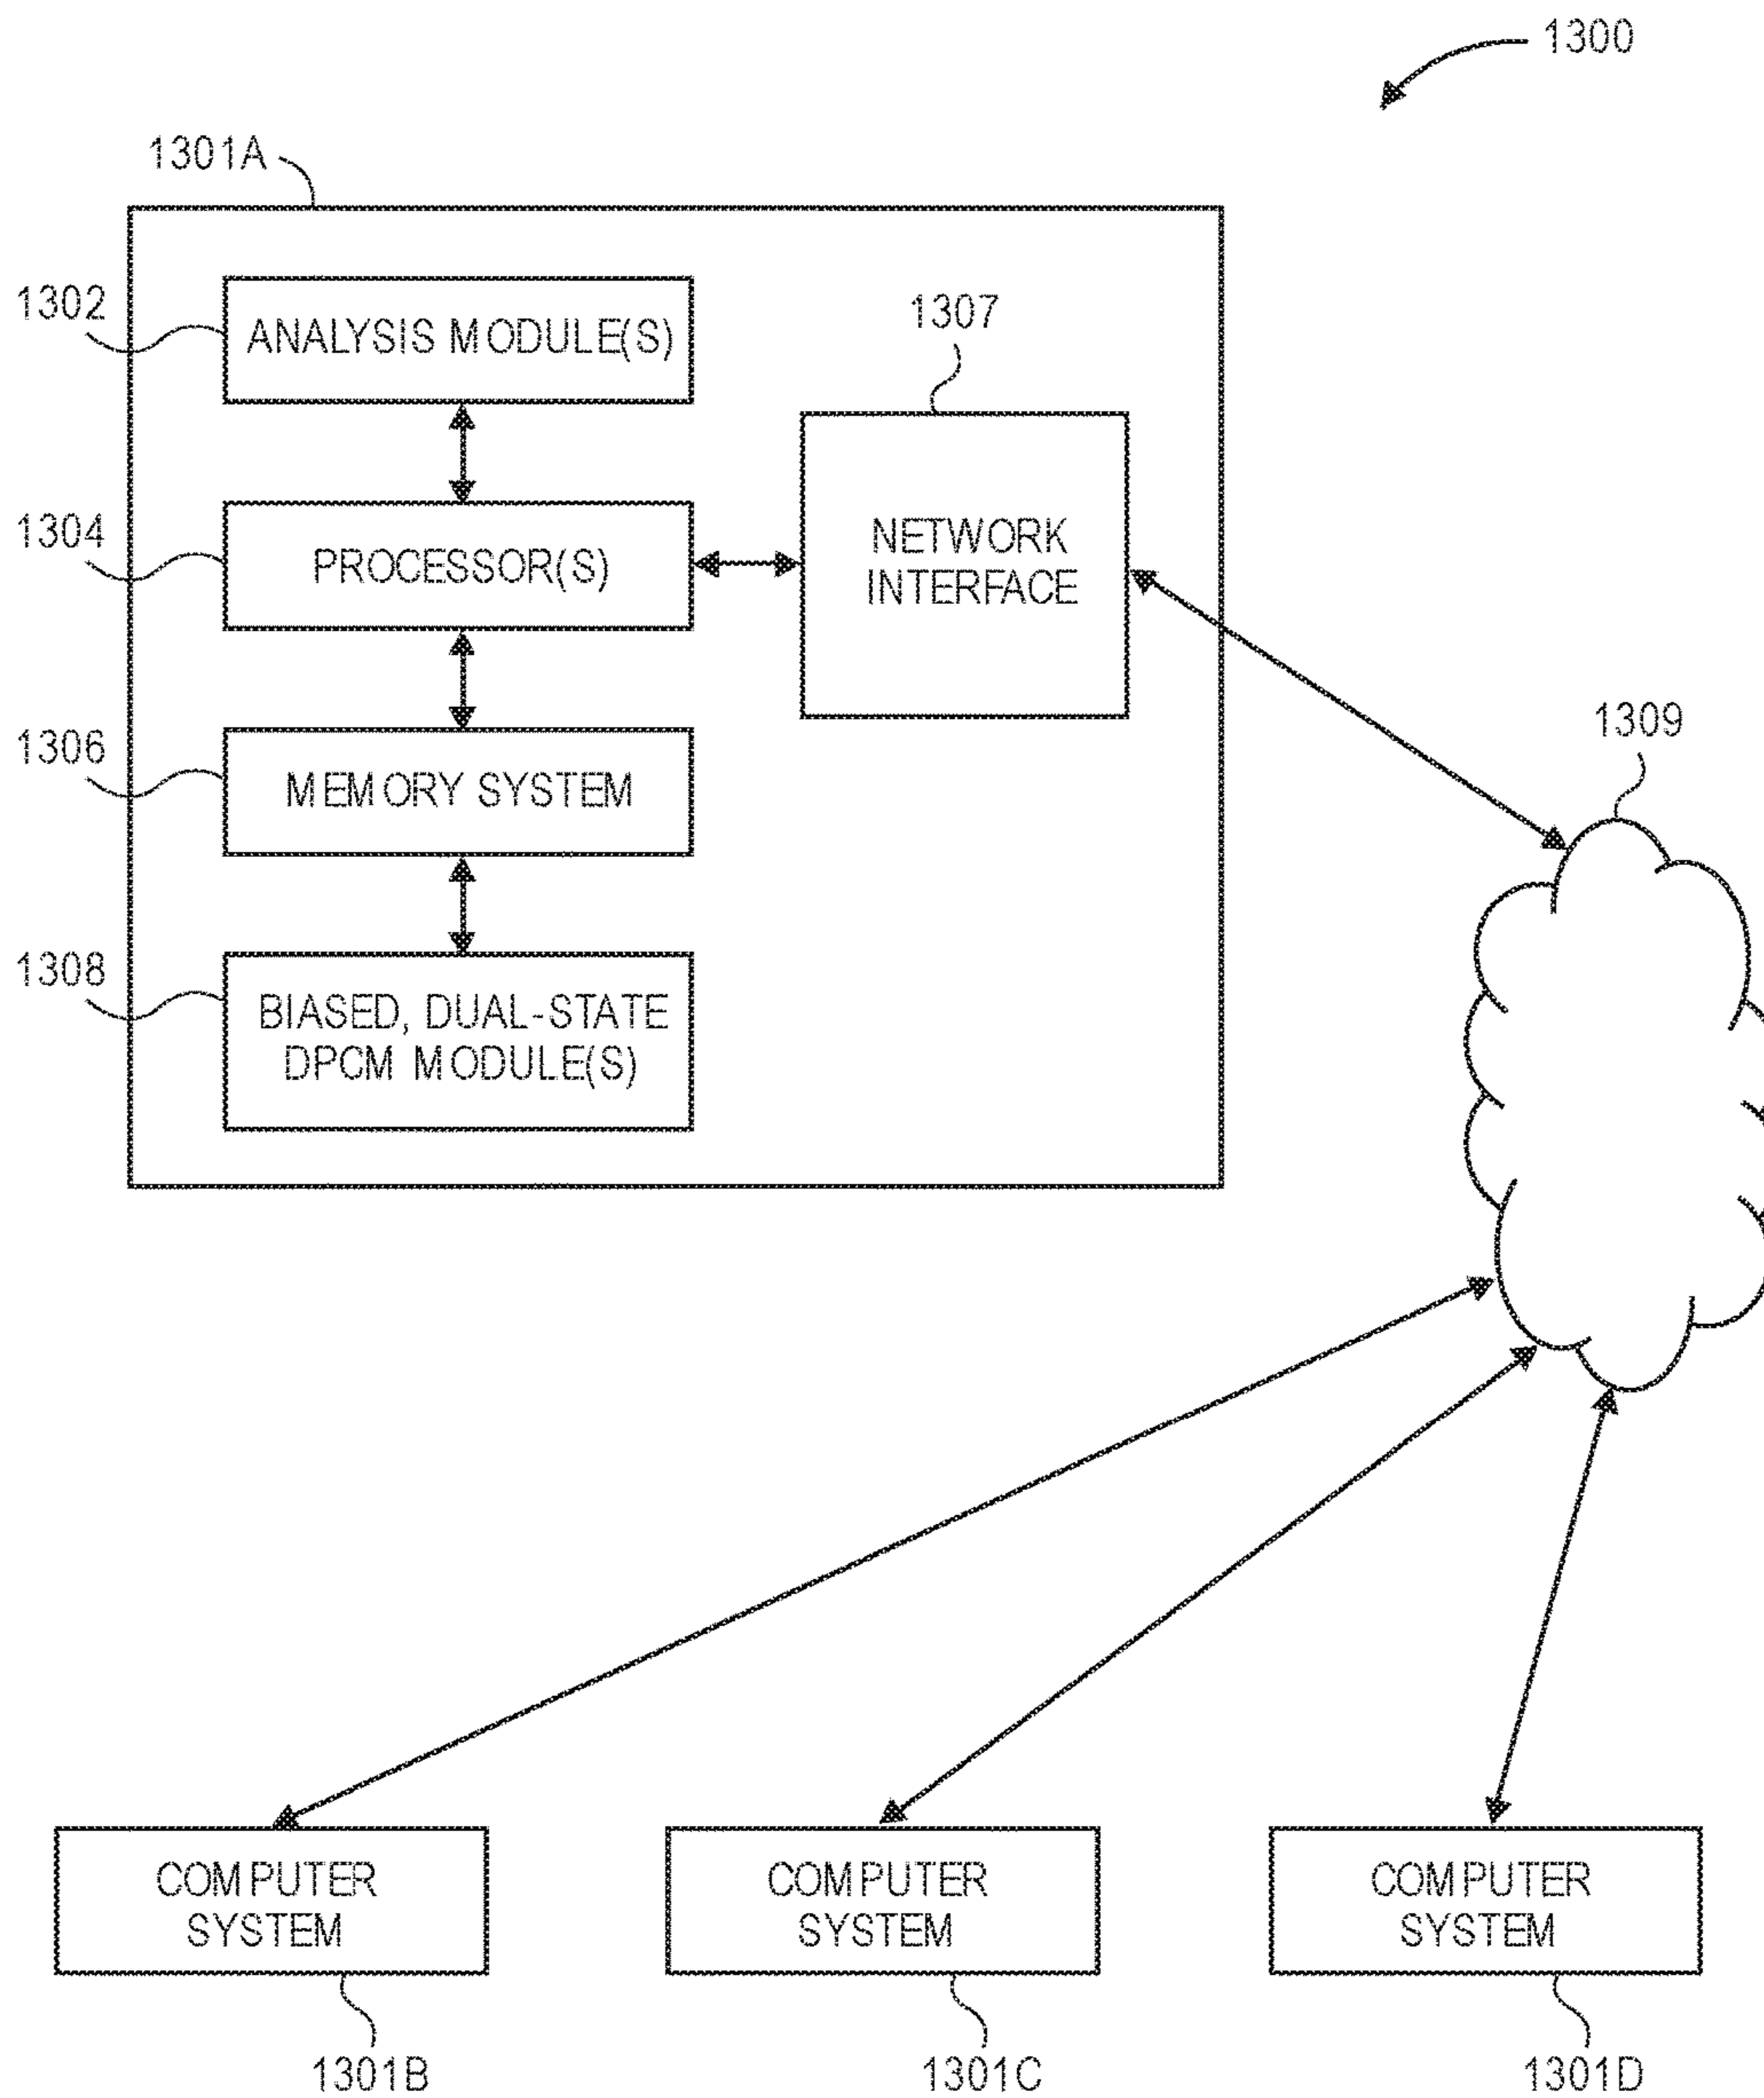 1300
1301A
1302
ANALYSIS MODULE(S)
1307
1304
PROCESSOR(S)
NETWORK
INTERFACE
1306
MEMORY SYSTEM
1309
1308
BIASED, DUAL-STATE
DPCM MODULE(S)
COMPUTER
SYSTEM
COMPUTER
SYSTEM
COMPUTER
SYSTEM
1301B
1301C
1301D